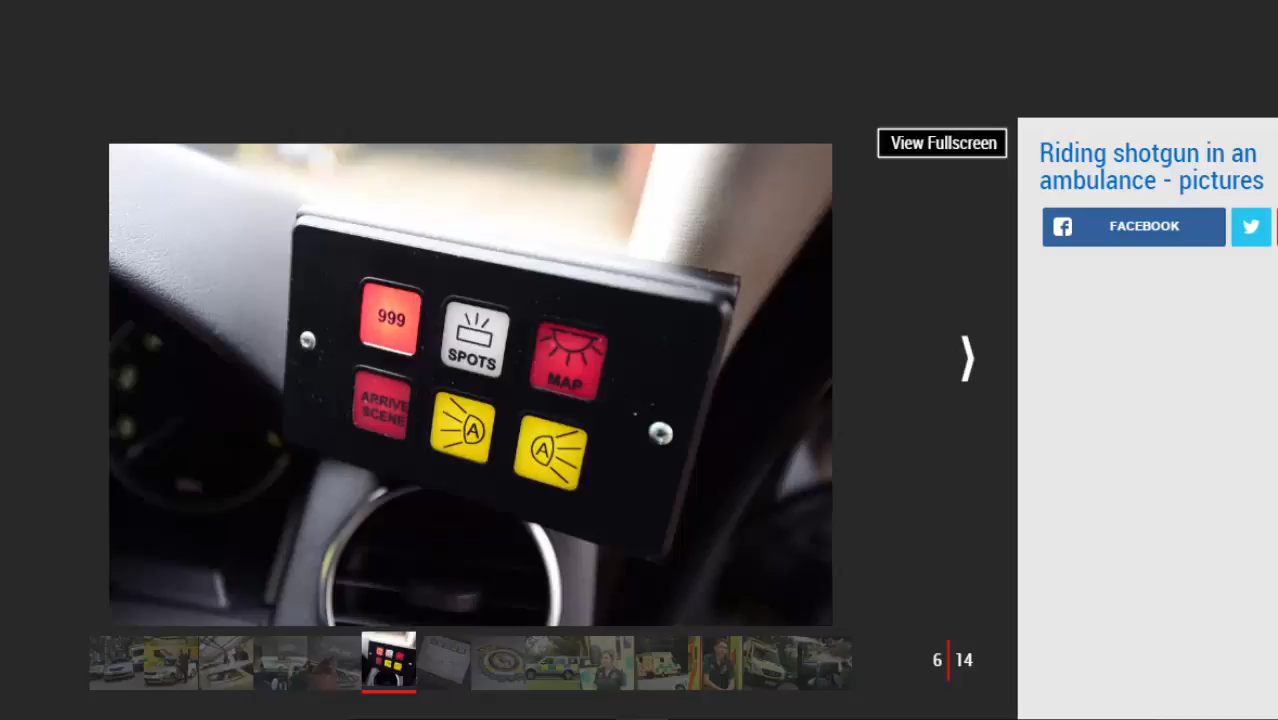 View Fullscreen
Riding shotgun in an
ambulance - pictures
FACEBOOK
999
SPOTS
MAP
ARRIVE
SCENE
A
A
6 14